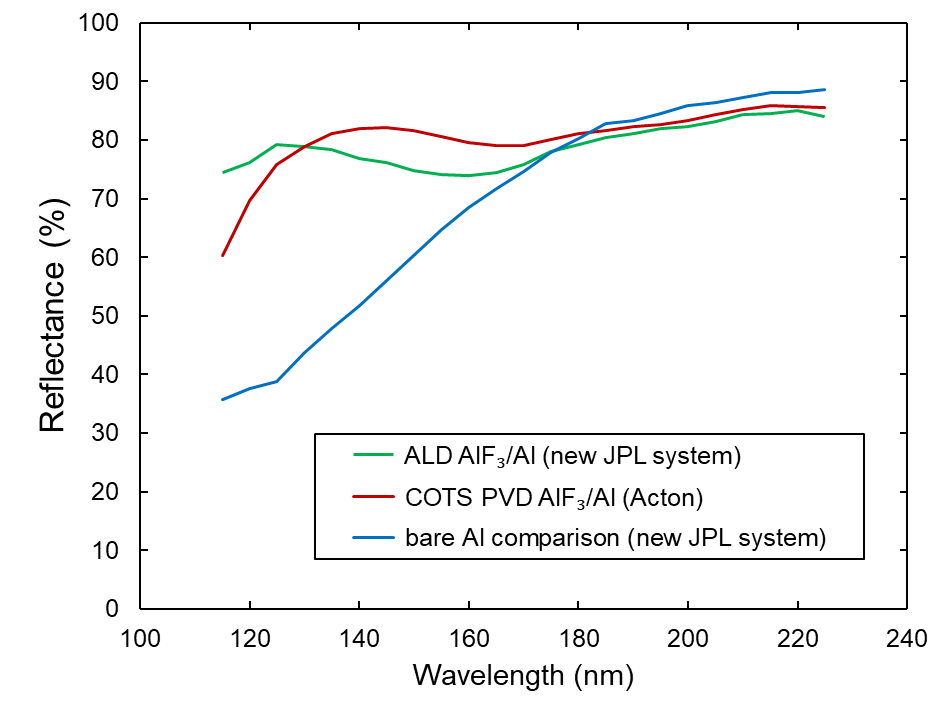 100
90
80
70
60
50
40
30
20
10
0
Reflectance (%)
ALD AlF₃/Al (new JPL system)
COTS PVD AlF₃/Al (Acton)
bare Al comparison (new JPL system)
100 120 140 160 180 200 220 240
Wavelength (nm)